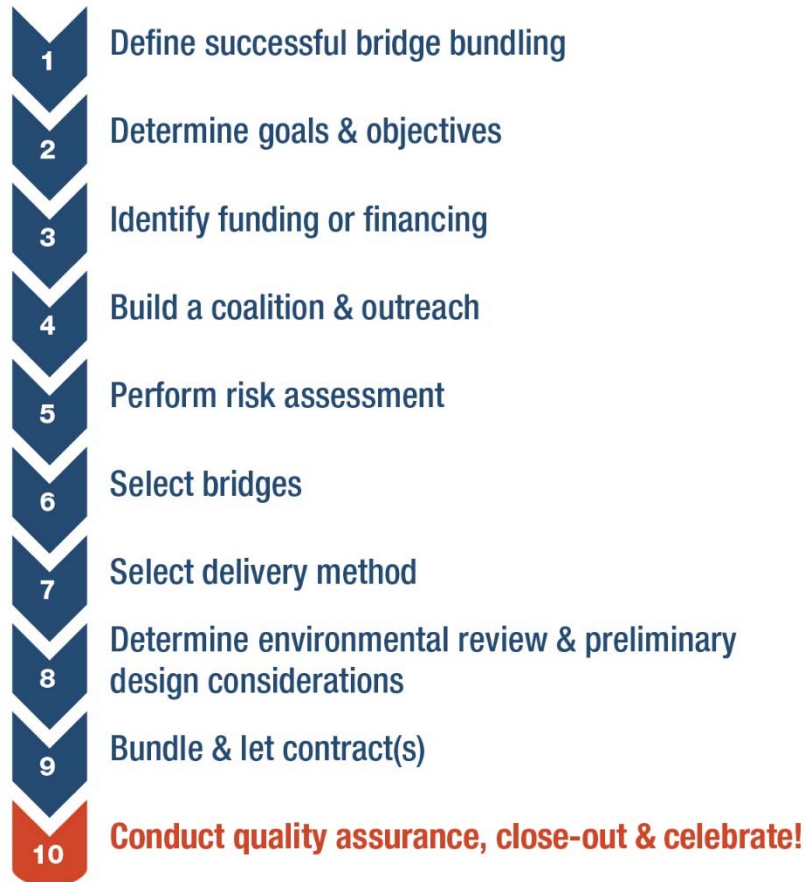 1
Define successful bridge bundling
2
Determine goals & objectives
3
Identify funding or financing
4
Build a coalition & outreach
5
Perform risk assessment
6
Select bridges
7
Select delivery method
8
Determine environmental review & preliminary
design considerations
9
Bundle & let contract(s)
10
Conduct quality assurance, close-out & celebrate!